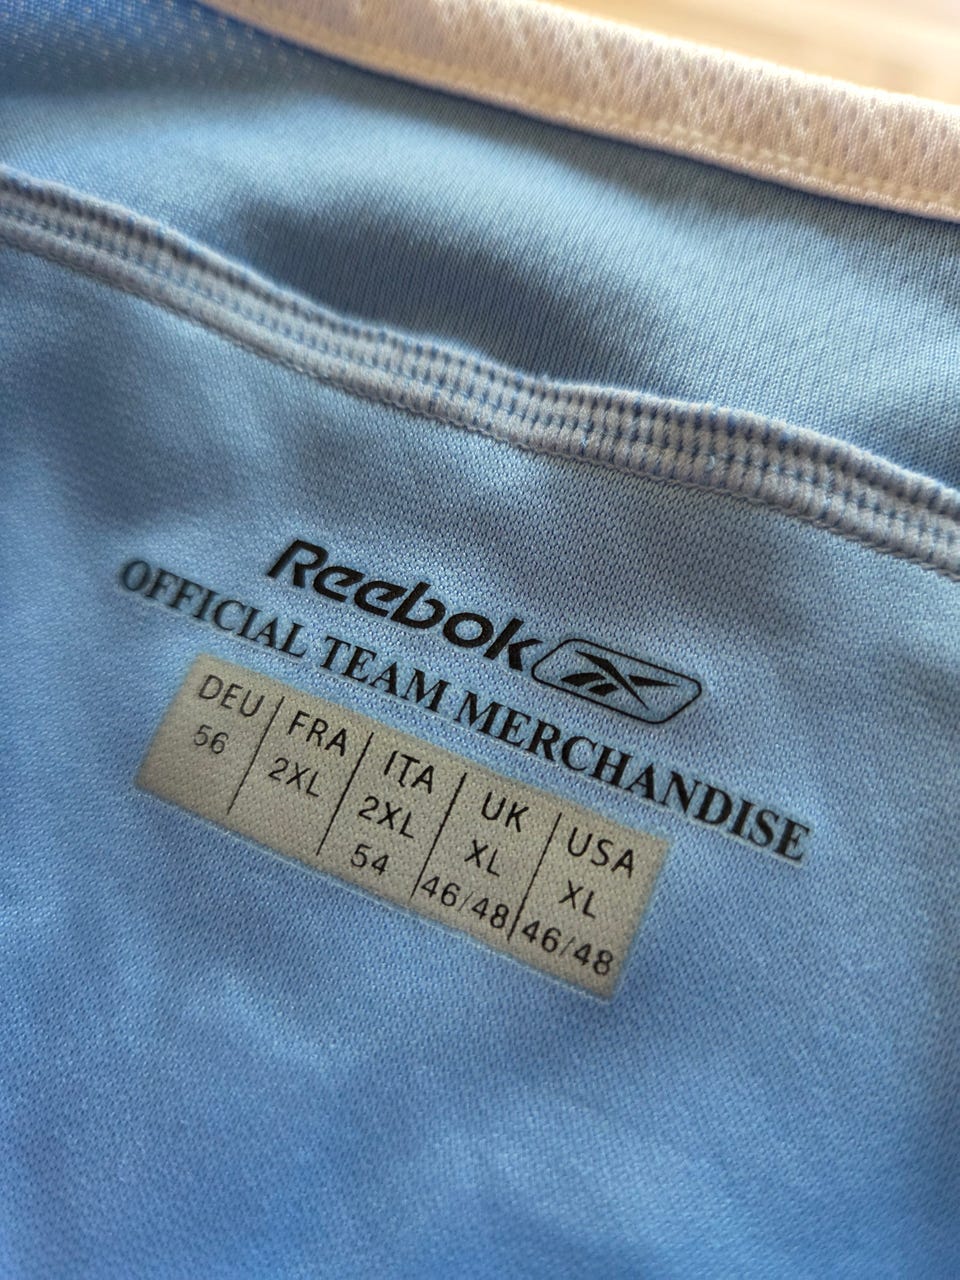 Reebok
OFFICIAL TEAM MERCHANDISE
DEU FRA ITA UK USA
56 2XL 2XL XL XL
54 46/48 46/48